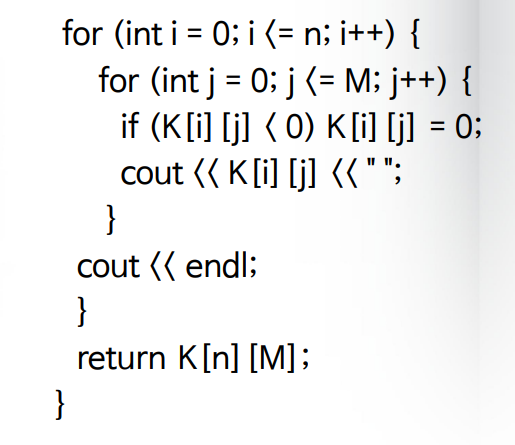 for (int i = 0; i <= n; i++) {
for (int j = 0; j <= M; j++) {
if (K[i] [j] < 0) K[i] [j] = 0;
cout << K[i] [j] << " ";
}
cout << endl;
}
return K[n] [M];
}